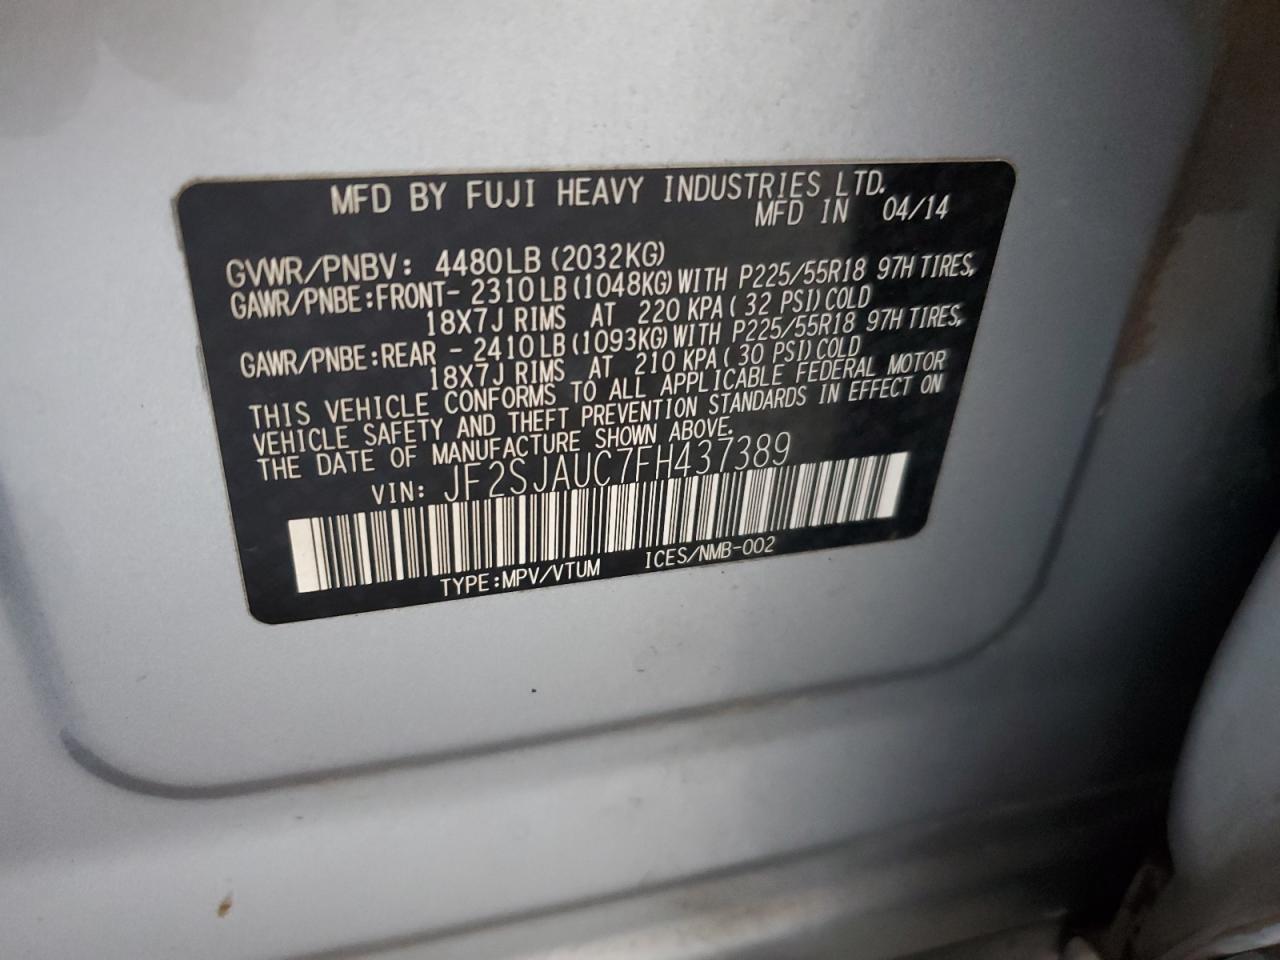 MFD BY FUJI HEAVY INDUSTRIES LTD.
MFD IN 04/14
GVWR/PNBV: 4480LB (2032KG)
GAWR/PNBE:FRONT- 2310LB (1048KG) WITH P225/55R18 97H TIRES,
18X7J RIMS AT 220 KPA ( 32 PSI) COLD
GAWR/PNBE:REAR - 2410LB (1093KG) WITH P225/55R18 97H TIRES,
18X7J RIMS AT 210 KPA ( 30 PSI) COLD
THIS VEHICLE CONFORMS TO ALL APPLICABLE FEDERAL MOTOR
VEHICLE SAFETY AND THEFT PREVENTION STANDARDS IN EFFECT ON
THE DATE OF MANUFACTURE SHOWN ABOVE.
VIN: JF2SJAUC7FH437389
TYPE:MPV/VTUM ICES/NMB-002